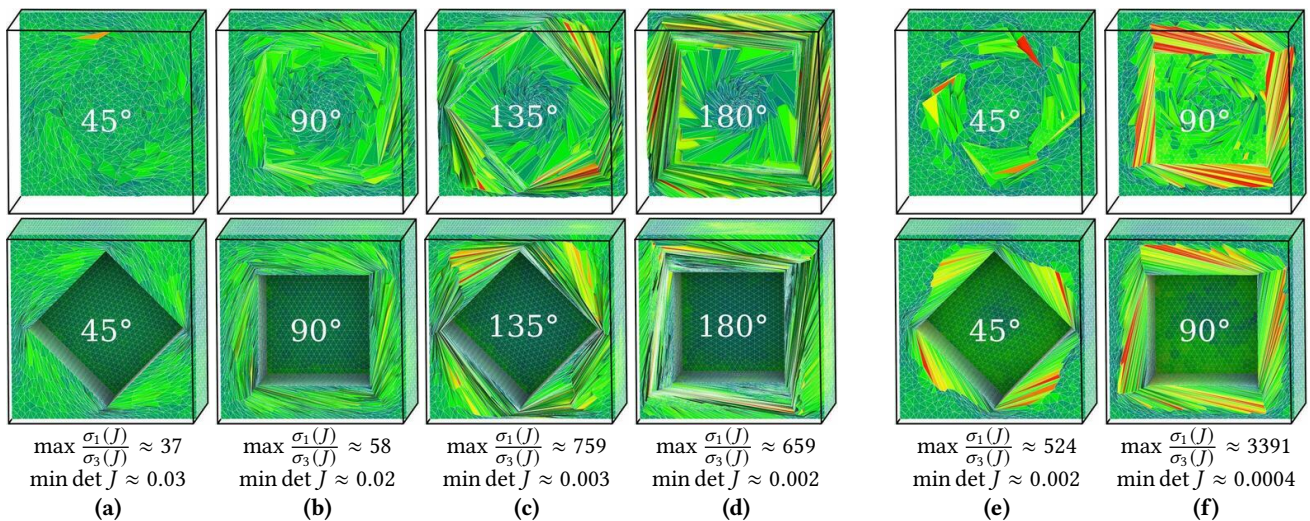 45° 90° 135° 180° 45° 90°
45° 90° 135° 180° 45° 90°
max σ₁(J)/σ₃(J) ≈ 37 max σ₁(J)/σ₃(J) ≈ 58 max σ₁(J)/σ₃(J) ≈ 759 max σ₁(J)/σ₃(J) ≈ 659 max σ₁(J)/σ₃(J) ≈ 524 max σ₁(J)/σ₃(J) ≈ 3391
min det J ≈ 0.03 min det J ≈ 0.02 min det J ≈ 0.003 min det J ≈ 0.002 min det J ≈ 0.002 min det J ≈ 0.0004
(a) (b) (c) (d) (e) (f)